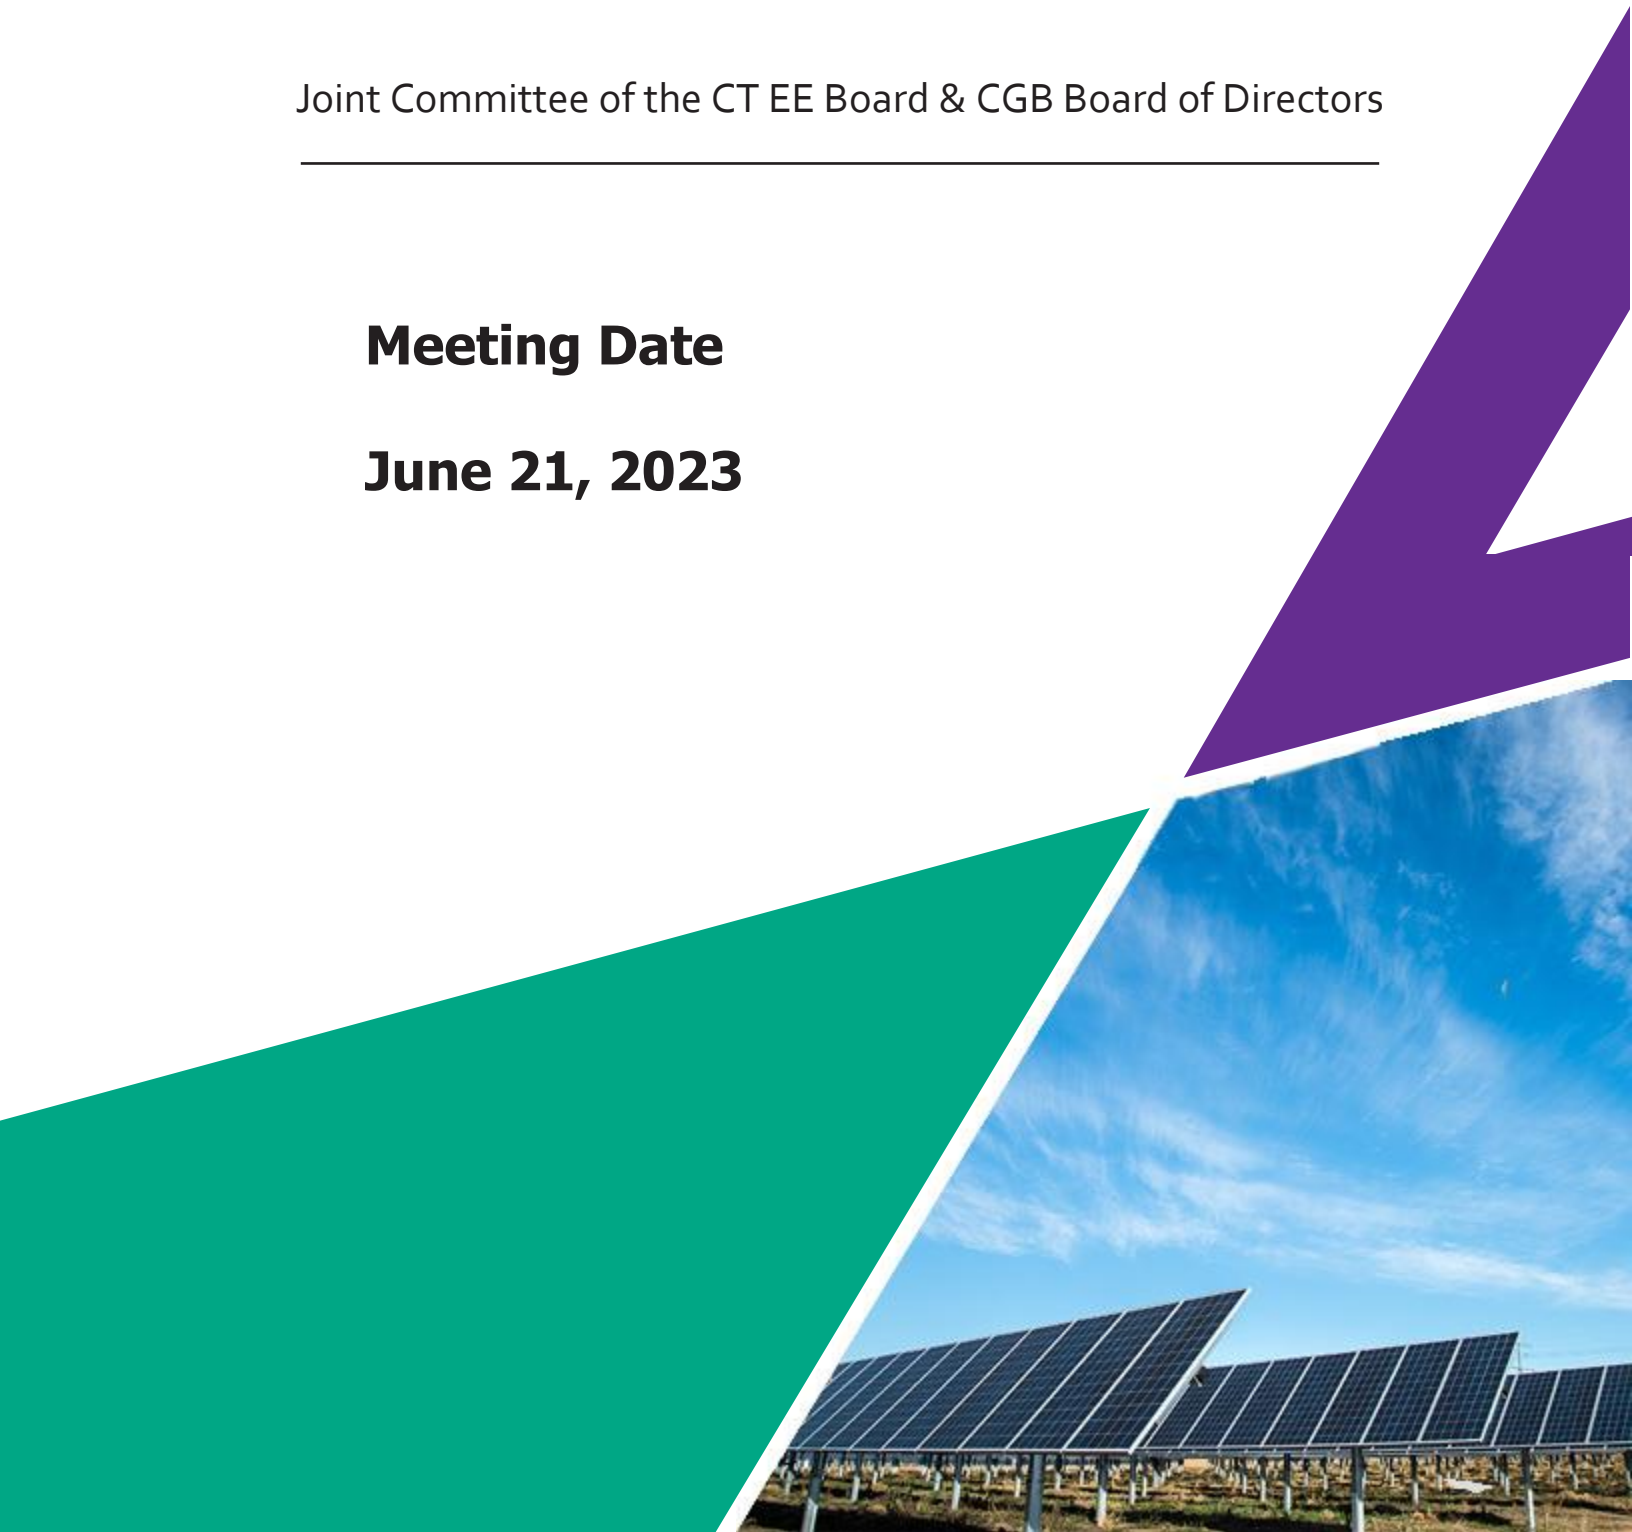 Joint Committee of the CT EE Board & CGB Board of Directors
Meeting Date
June 21, 2023